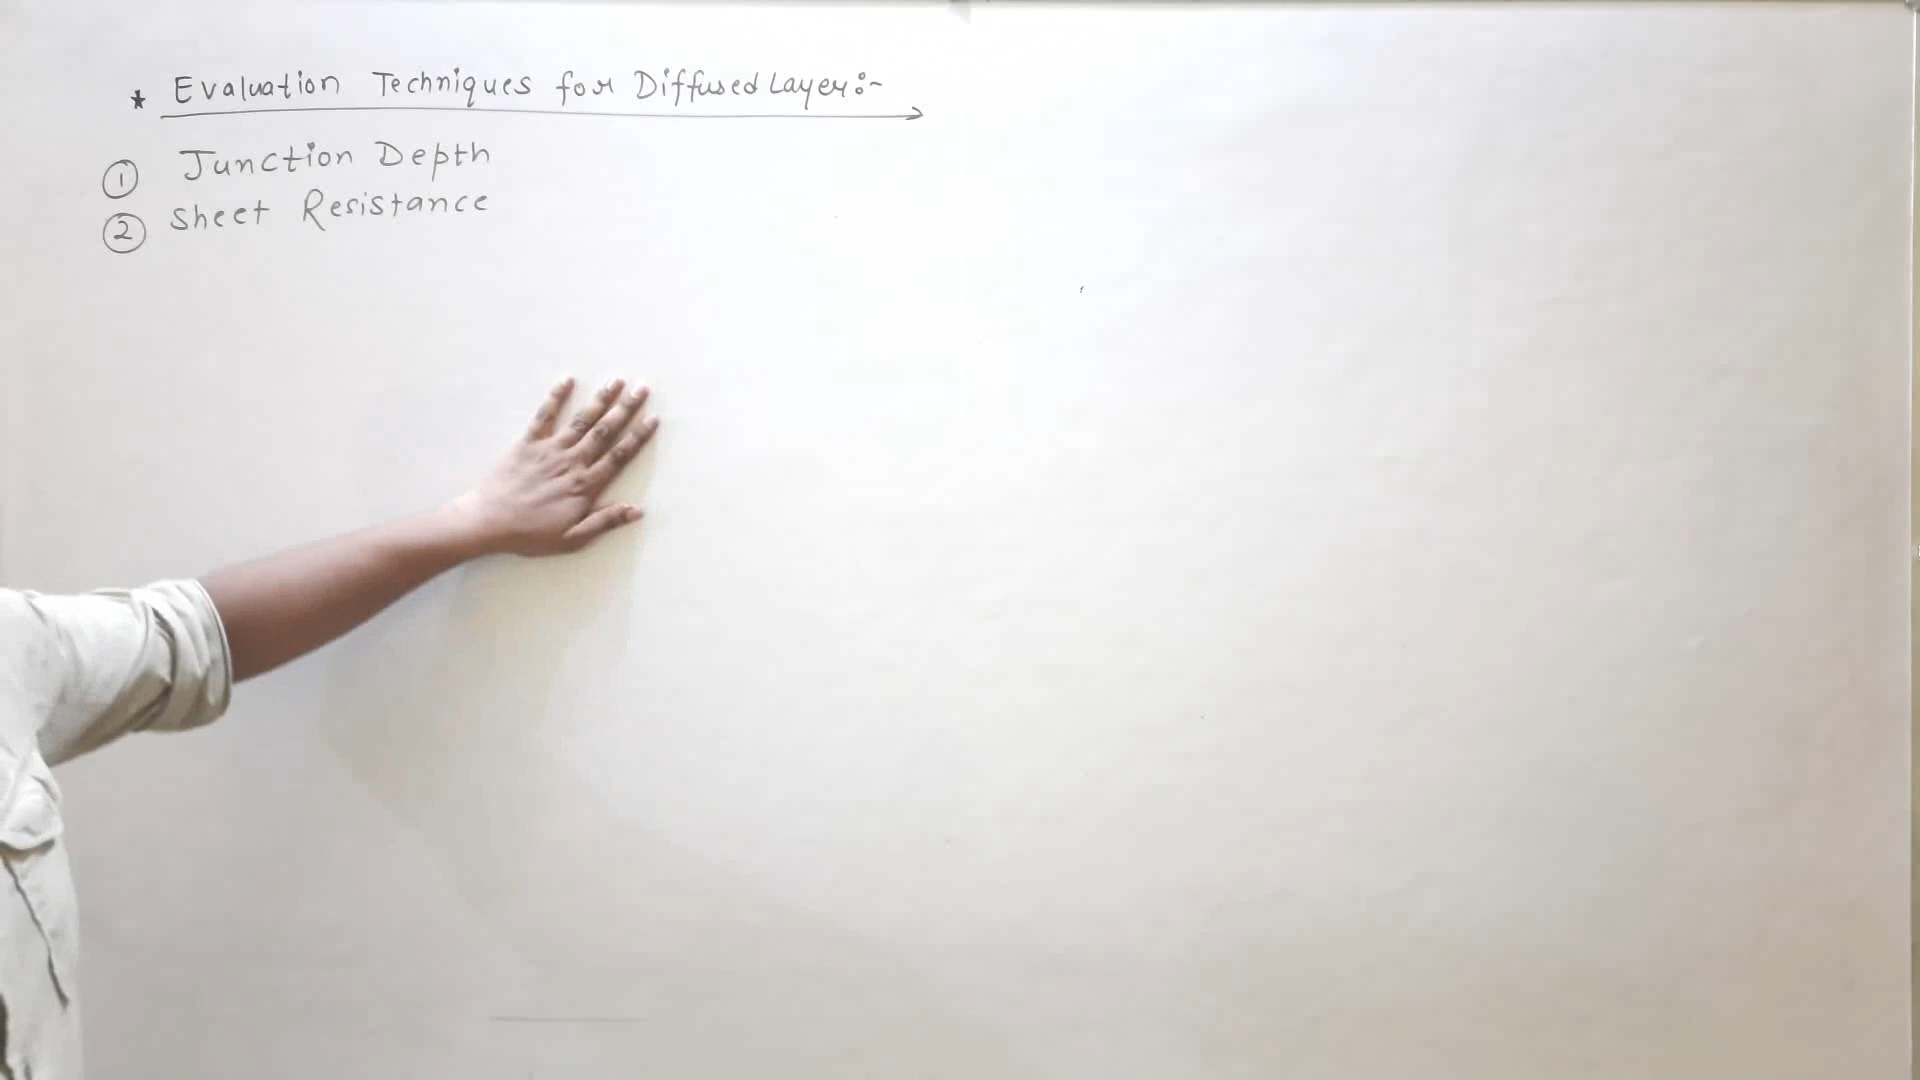 ★ Evaluation Techniques for Diffused Layer:-
① Junction Depth
② Sheet Resistance